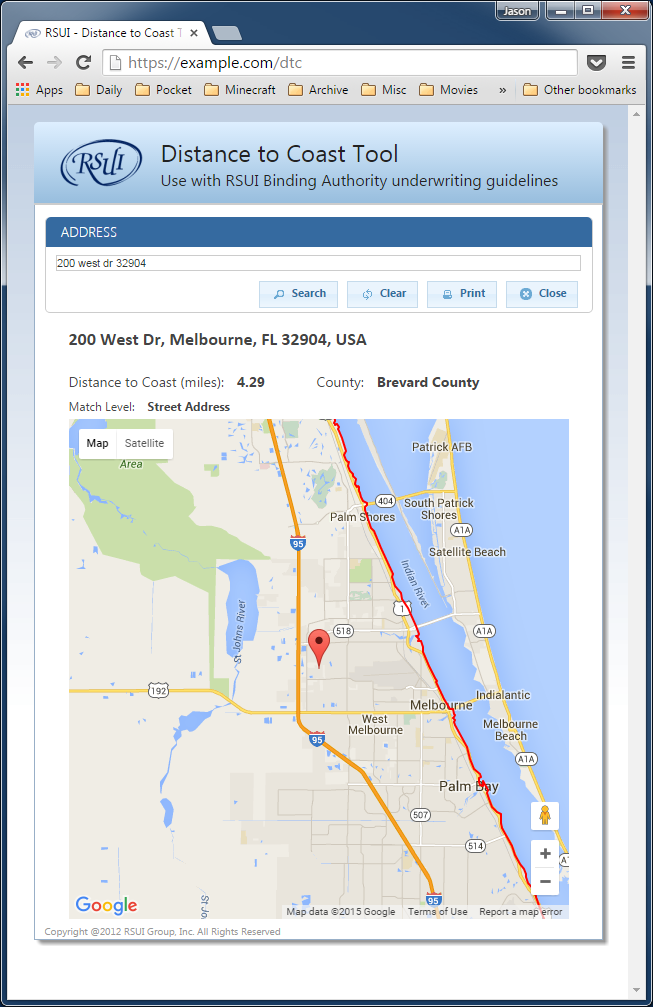 Jason
RSUI - Distance to Coast T
https://example.com/dtc
Apps Daily Pocket Minecraft Archive Misc Movies » Other bookmarks
RSUI
Distance to Coast Tool
Use with RSUI Binding Authority underwriting guidelines
ADDRESS
200 west dr 32904
Search Clear Print Close
200 West Dr, Melbourne, FL 32904, USA
Distance to Coast (miles): 4.29 County: Brevard County
Match Level: Street Address
Map Satellite
Area
Patrick AFB
404
South Patrick
Shores
Palm Shores
A1A
95
Satellite Beach
Indian River
1
St Johns River
518
A1A
192
Indialantic
Melbourne
West
Melbourne
Melbourne
Beach
95
A1A
Palm Bay
507
514
A1A
95
St Jo
Google
Map data ©2015 Google Terms of Use Report a map error
Copyright @2012 RSUI Group, Inc. All Rights Reserved